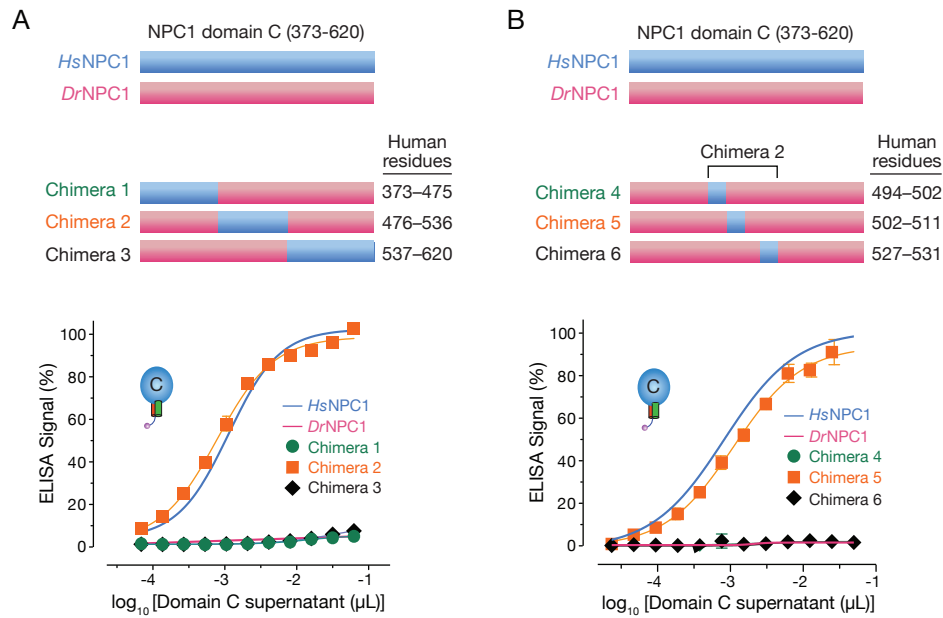 A
NPC1 domain C (373-620)
HsNPC1
DrNPC1
Human
residues
Chimera 1
373–475
Chimera 2
476–536
Chimera 3
537–620
100
80
60
40
20
0
ELISA Signal (%)
C
HsNPC1
DrNPC1
Chimera 1
Chimera 2
Chimera 3
-4
-3
-2
-1
log10 [Domain C supernatant (µL)]
B
NPC1 domain C (373-620)
HsNPC1
DrNPC1
Chimera 2
Human
residues
Chimera 4
494–502
Chimera 5
502–511
Chimera 6
527–531
100
80
60
40
20
0
ELISA Signal (%)
C
HsNPC1
DrNPC1
Chimera 4
Chimera 5
Chimera 6
-4
-3
-2
-1
log10 [Domain C supernatant (µL)]